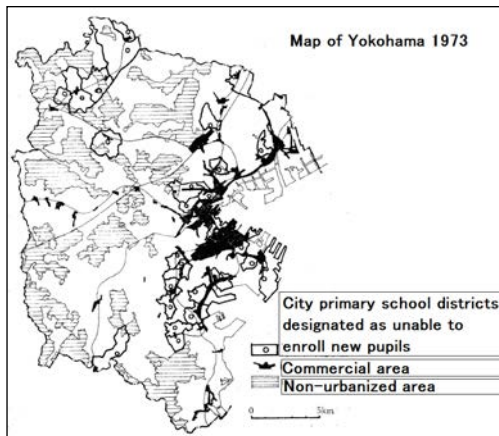 Map of Yokohama 1973
City primary school districts
designated as unable to
enroll new pupils
Commercial area
Non-urbanized area
0 5km